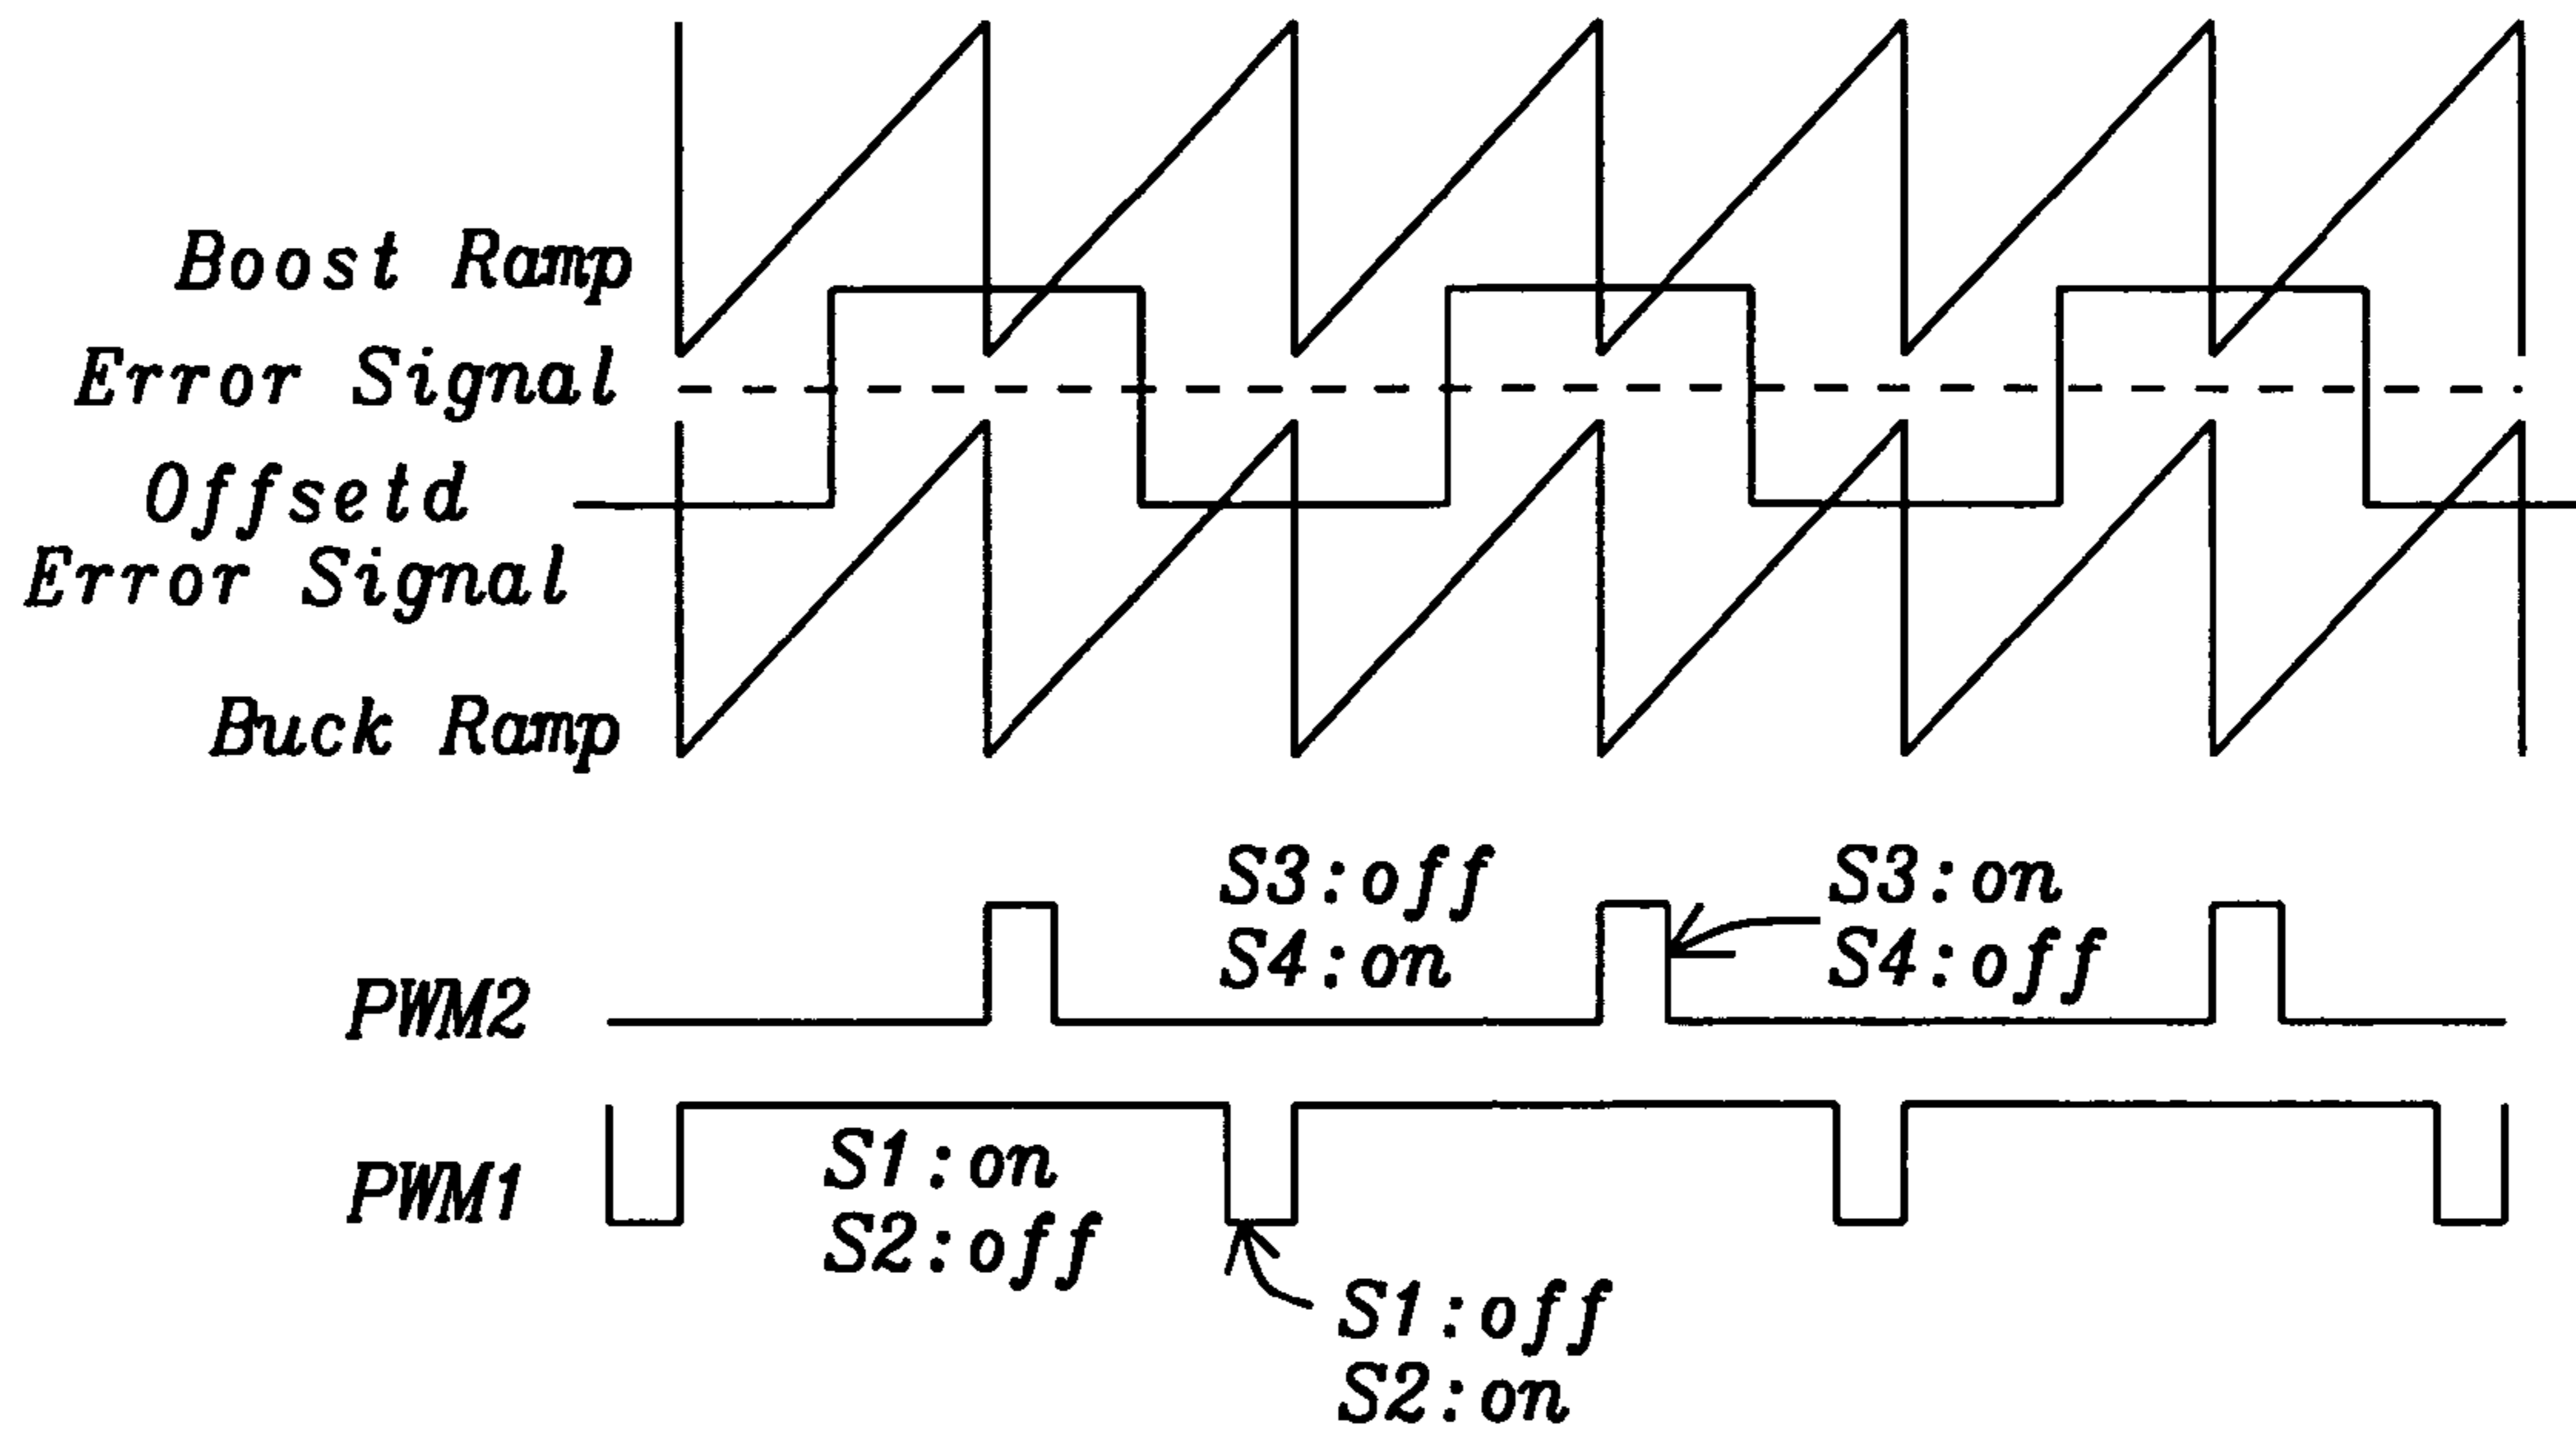 Boost Ramp
Error Signal
Offsetd
Error Signal
Buck Ramp
S3:off
S4:on
S3:on
S4:off
PWM2
PWM1
S1:on
S2:off
S1:off
S2:on